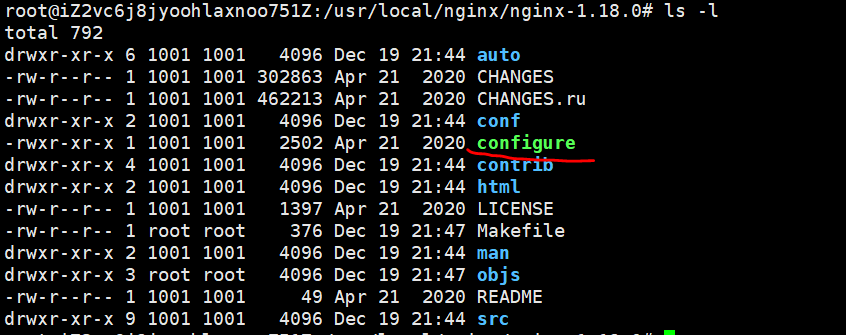 root@iZ2vc6j8jyoohlaxnoo751Z:/usr/local/nginx/nginx-1.18.0# ls -l
total 792
drwxr-xr-x 6 1001 1001   4096 Dec 19 21:44 auto
-rw-r--r-- 1 1001 1001 302863 Apr 21  2020 CHANGES
-rw-r--r-- 1 1001 1001 462213 Apr 21  2020 CHANGES.ru
drwxr-xr-x 2 1001 1001   4096 Dec 19 21:44 conf
-rwxr-xr-x 1 1001 1001   2502 Apr 21  2020 configure
drwxr-xr-x 4 1001 1001   4096 Dec 19 21:44 contrib
drwxr-xr-x 2 1001 1001   4096 Dec 19 21:44 html
-rw-r--r-- 1 1001 1001   1397 Apr 21  2020 LICENSE
-rw-r--r-- 1 root root    376 Dec 19 21:47 Makefile
drwxr-xr-x 2 1001 1001   4096 Dec 19 21:44 man
drwxr-xr-x 3 root root   4096 Dec 19 21:47 objs
-rw-r--r-- 1 1001 1001     49 Apr 21  2020 README
drwxr-xr-x 9 1001 1001   4096 Dec 19 21:44 src